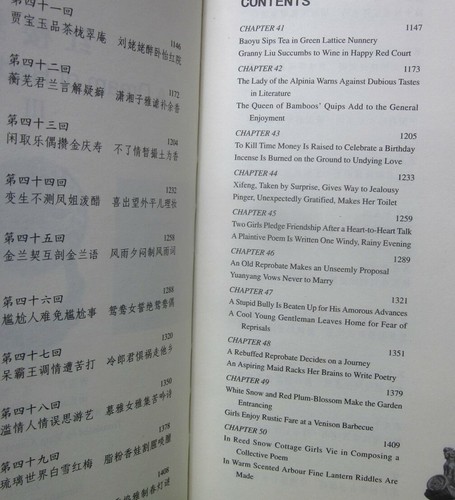 第四十一回
1146
贾宝玉品茶栊翠庵 刘姥姥醉卧怡红院
第四十二回
1172
蘅芜君兰言解疑癖 潇湘子雅谑补余香
第四十三回
1204
闲取乐偶攒金庆寿 不了情暂撮土为香
第四十四回
1232
变生不测凤姐泼醋 喜出望外平儿理妆
第四十五回
1258
金兰契互剖金兰语 风雨夕闷制风雨词
第四十六回
1288
尴尬人难免尴尬事 鸳鸯女誓绝鸳鸯偶
第四十七回
1320
呆霸王调情遭苦打 冷郎君惧祸走他乡
第四十八回
1350
滥情人情误思游艺 慕雅女雅集苦吟诗
第四十九回
1378
琉璃世界白雪红梅 脂粉香娃割腥啖膻
1408
雅制春灯谜
CONTENTS
CHAPTER 41 1147
Baoyu Sips Tea in Green Lattice Nunnery
Granny Liu Succumbs to Wine in Happy Red Court
CHAPTER 42 1173
The Lady of the Alpinia Warns Against Dubious Tastes
in Literature
The Queen of Bamboos' Quips Add to the General
Enjoyment
CHAPTER 43 1205
To Kill Time Money Is Raised to Celebrate a Birthday
Incense Is Burned on the Ground to Undying Love
CHAPTER 44 1233
Xifeng, Taken by Surprise, Gives Way to Jealousy
Pinger, Unexpectedly Gratified, Makes Her Toilet
CHAPTER 45 1259
Two Girls Pledge Friendship After a Heart-to-Heart Talk
A Plaintive Poem Is Written One Windy, Rainy Evening
CHAPTER 46 1289
An Old Reprobate Makes an Unseemly Proposal
Yuanyang Vows Never to Marry
CHAPTER 47 1321
A Stupid Bully Is Beaten Up for His Amorous Advances
A Cool Young Gentleman Leaves Home for Fear of
Reprisals
CHAPTER 48 1351
A Rebuffed Reprobate Decides on a Journey
An Aspiring Maid Racks Her Brains to Write Poetry
CHAPTER 49 1379
White Snow and Red Plum-Blossom Make the Garden
Entrancing
Girls Enjoy Rustic Fare at a Venison Barbecue
CHAPTER 50 1409
In Reed Snow Cottage Girls Vie in Composing a
Collective Poem
In Warm Scented Arbour Fine Lantern Riddles Are
Made